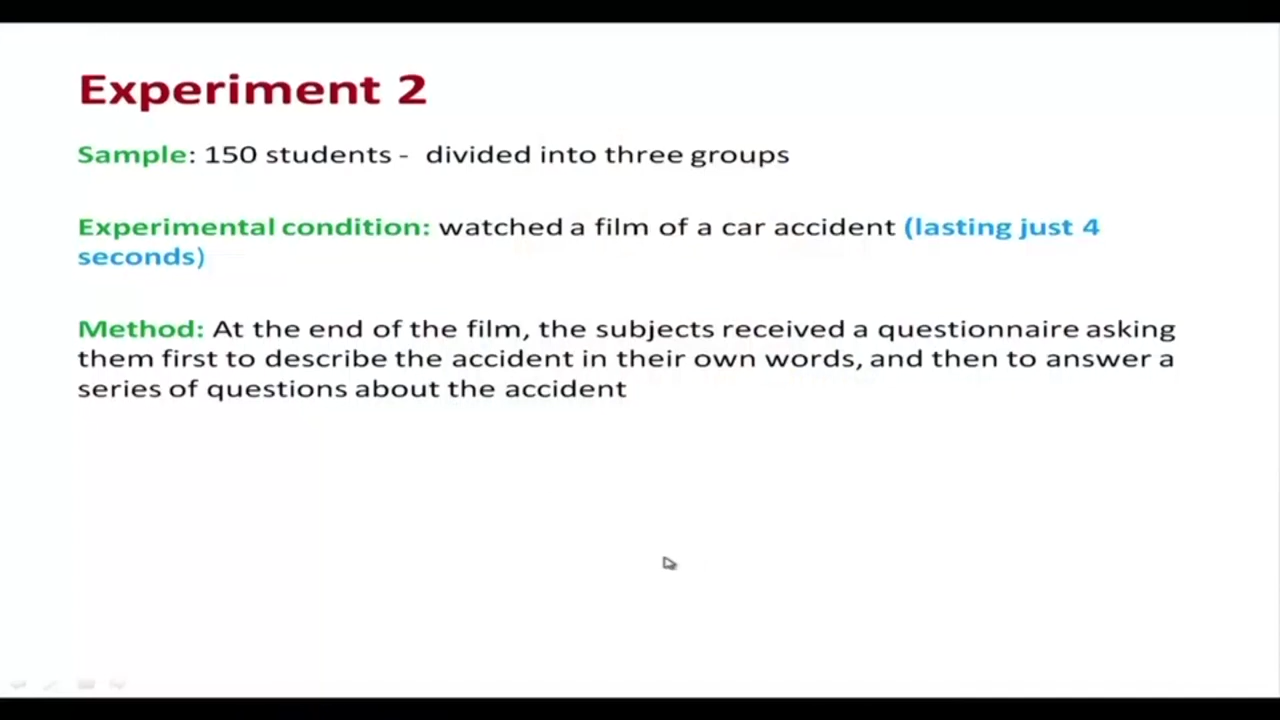 Experiment 2
Sample: 150 students - divided into three groups
Experimental condition: watched a film of a car accident (lasting just 4
seconds)
Method: At the end of the film, the subjects received a questionnaire asking
them first to describe the accident in their own words, and then to answer a
series of questions about the accident